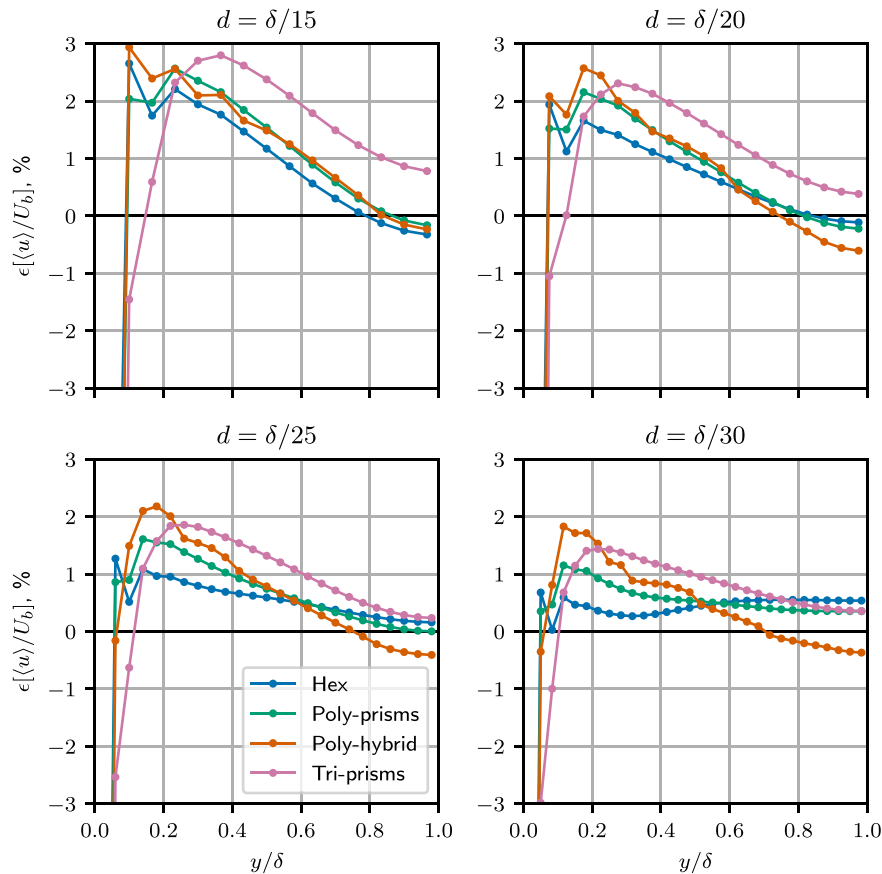 d = δ/15
d = δ/20
3
2
1
0
−1
−2
−3
ϵ[⟨u⟩/U_b], %
3
2
1
0
−1
−2
−3
d = δ/25
d = δ/30
3
2
1
0
−1
−2
−3
ϵ[⟨u⟩/U_b], %
Hex
Poly-prisms
Poly-hybrid
Tri-prisms
0.0 0.2 0.4 0.6 0.8 1.0
y/δ
3
2
1
0
−1
−2
−3
0.0 0.2 0.4 0.6 0.8 1.0
y/δ